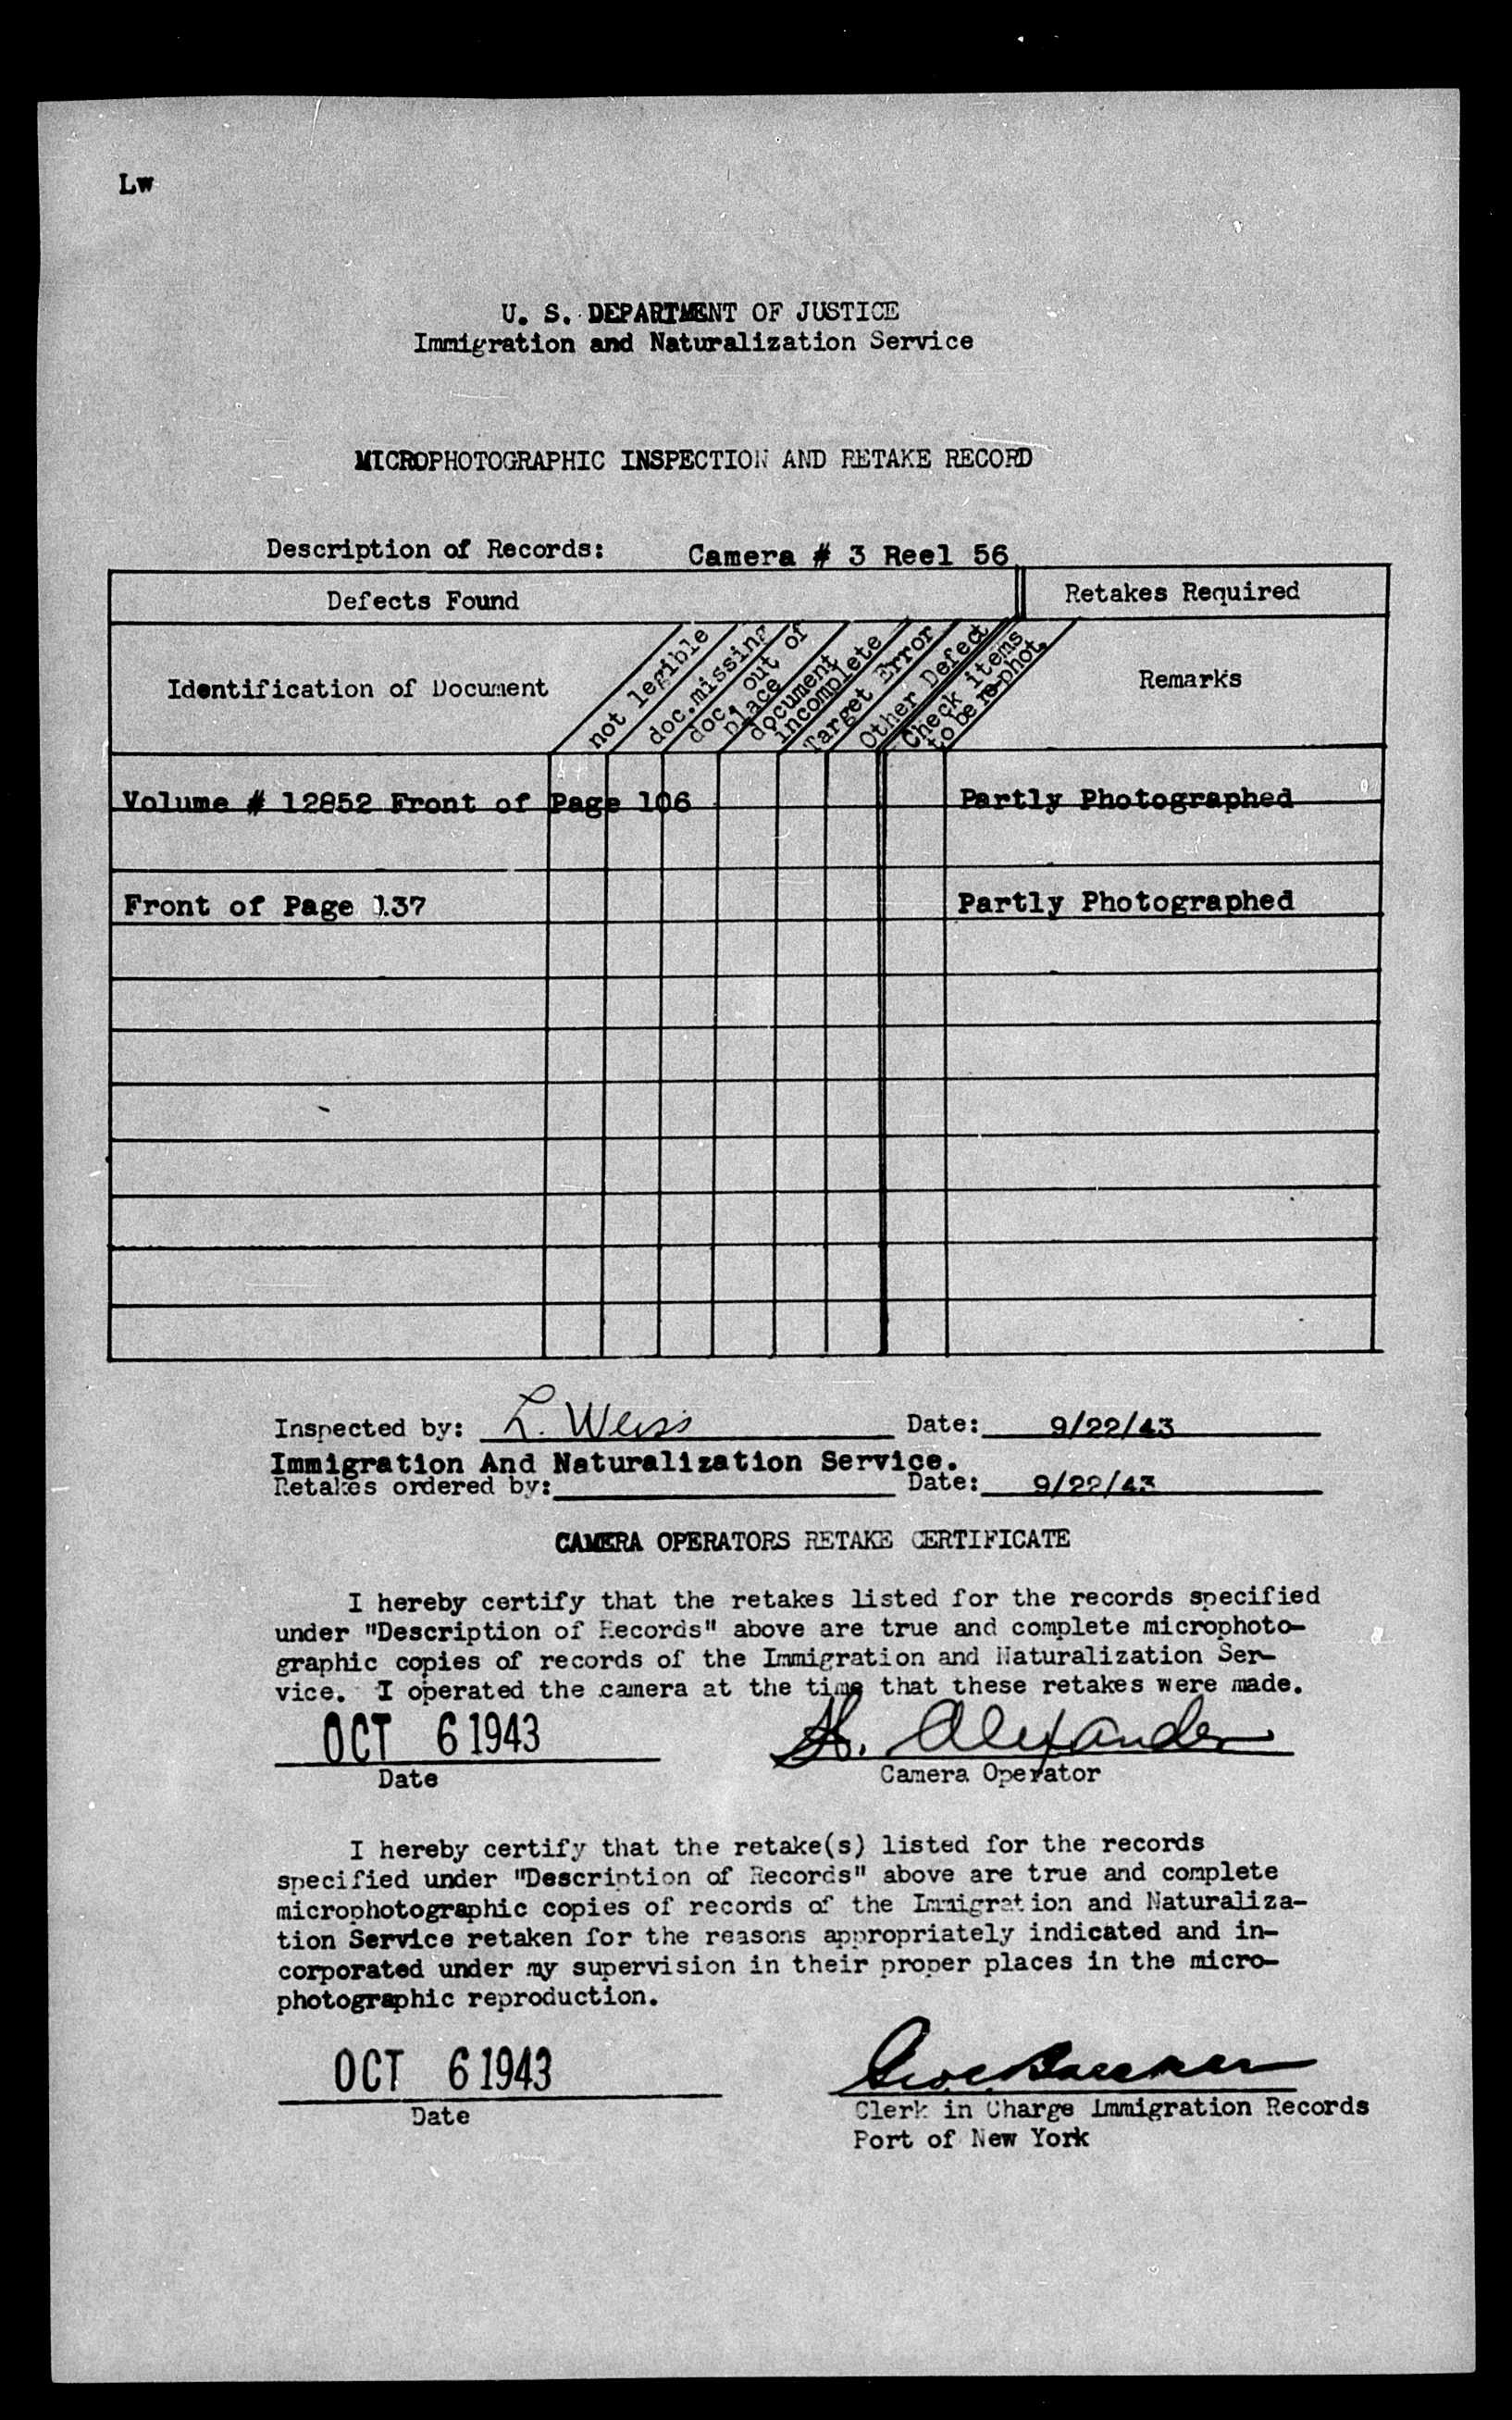 Lw
U. S. DEPARTMENT OF JUSTICE
Immigration and Naturalization Service
MICROPHOTOGRAPHIC INSPECTION AND RETAKE RECORD
Description of Records: Camera # 3 Reel 56
Defects Found
Retakes Required
Identification of Document
not legible
doc.missing
doc. out of
place
document
incomplete
Target Error
Other Defect
Check items
to be re-phot.
Remarks
Volume # 12852 Front of Page 106 Partly Photographed
Front of Page 137 Partly Photographed
Inspected by: L. Weiss Date: 9/22/43
Immigration And Naturalization Service.
Retakes ordered by: Date: 9/22/43
CAMERA OPERATORS RETAKE CERTIFICATE
I hereby certify that the retakes listed for the records specified
under "Description of Records" above are true and complete microphoto-
graphic copies of records of the Immigration and Naturalization Ser-
vice. I operated the camera at the time that these retakes were made.
OCT 6 1943 H. Alexander
Date Camera Operator
I hereby certify that the retake(s) listed for the records
specified under "Description of Records" above are true and complete
microphotographic copies of records of the Immigration and Naturaliza-
tion Service retaken for the reasons appropriately indicated and in-
corporated under my supervision in their proper places in the micro-
photographic reproduction.
OCT 6 1943
Date
Clerk in Charge Immigration Records
Port of New York